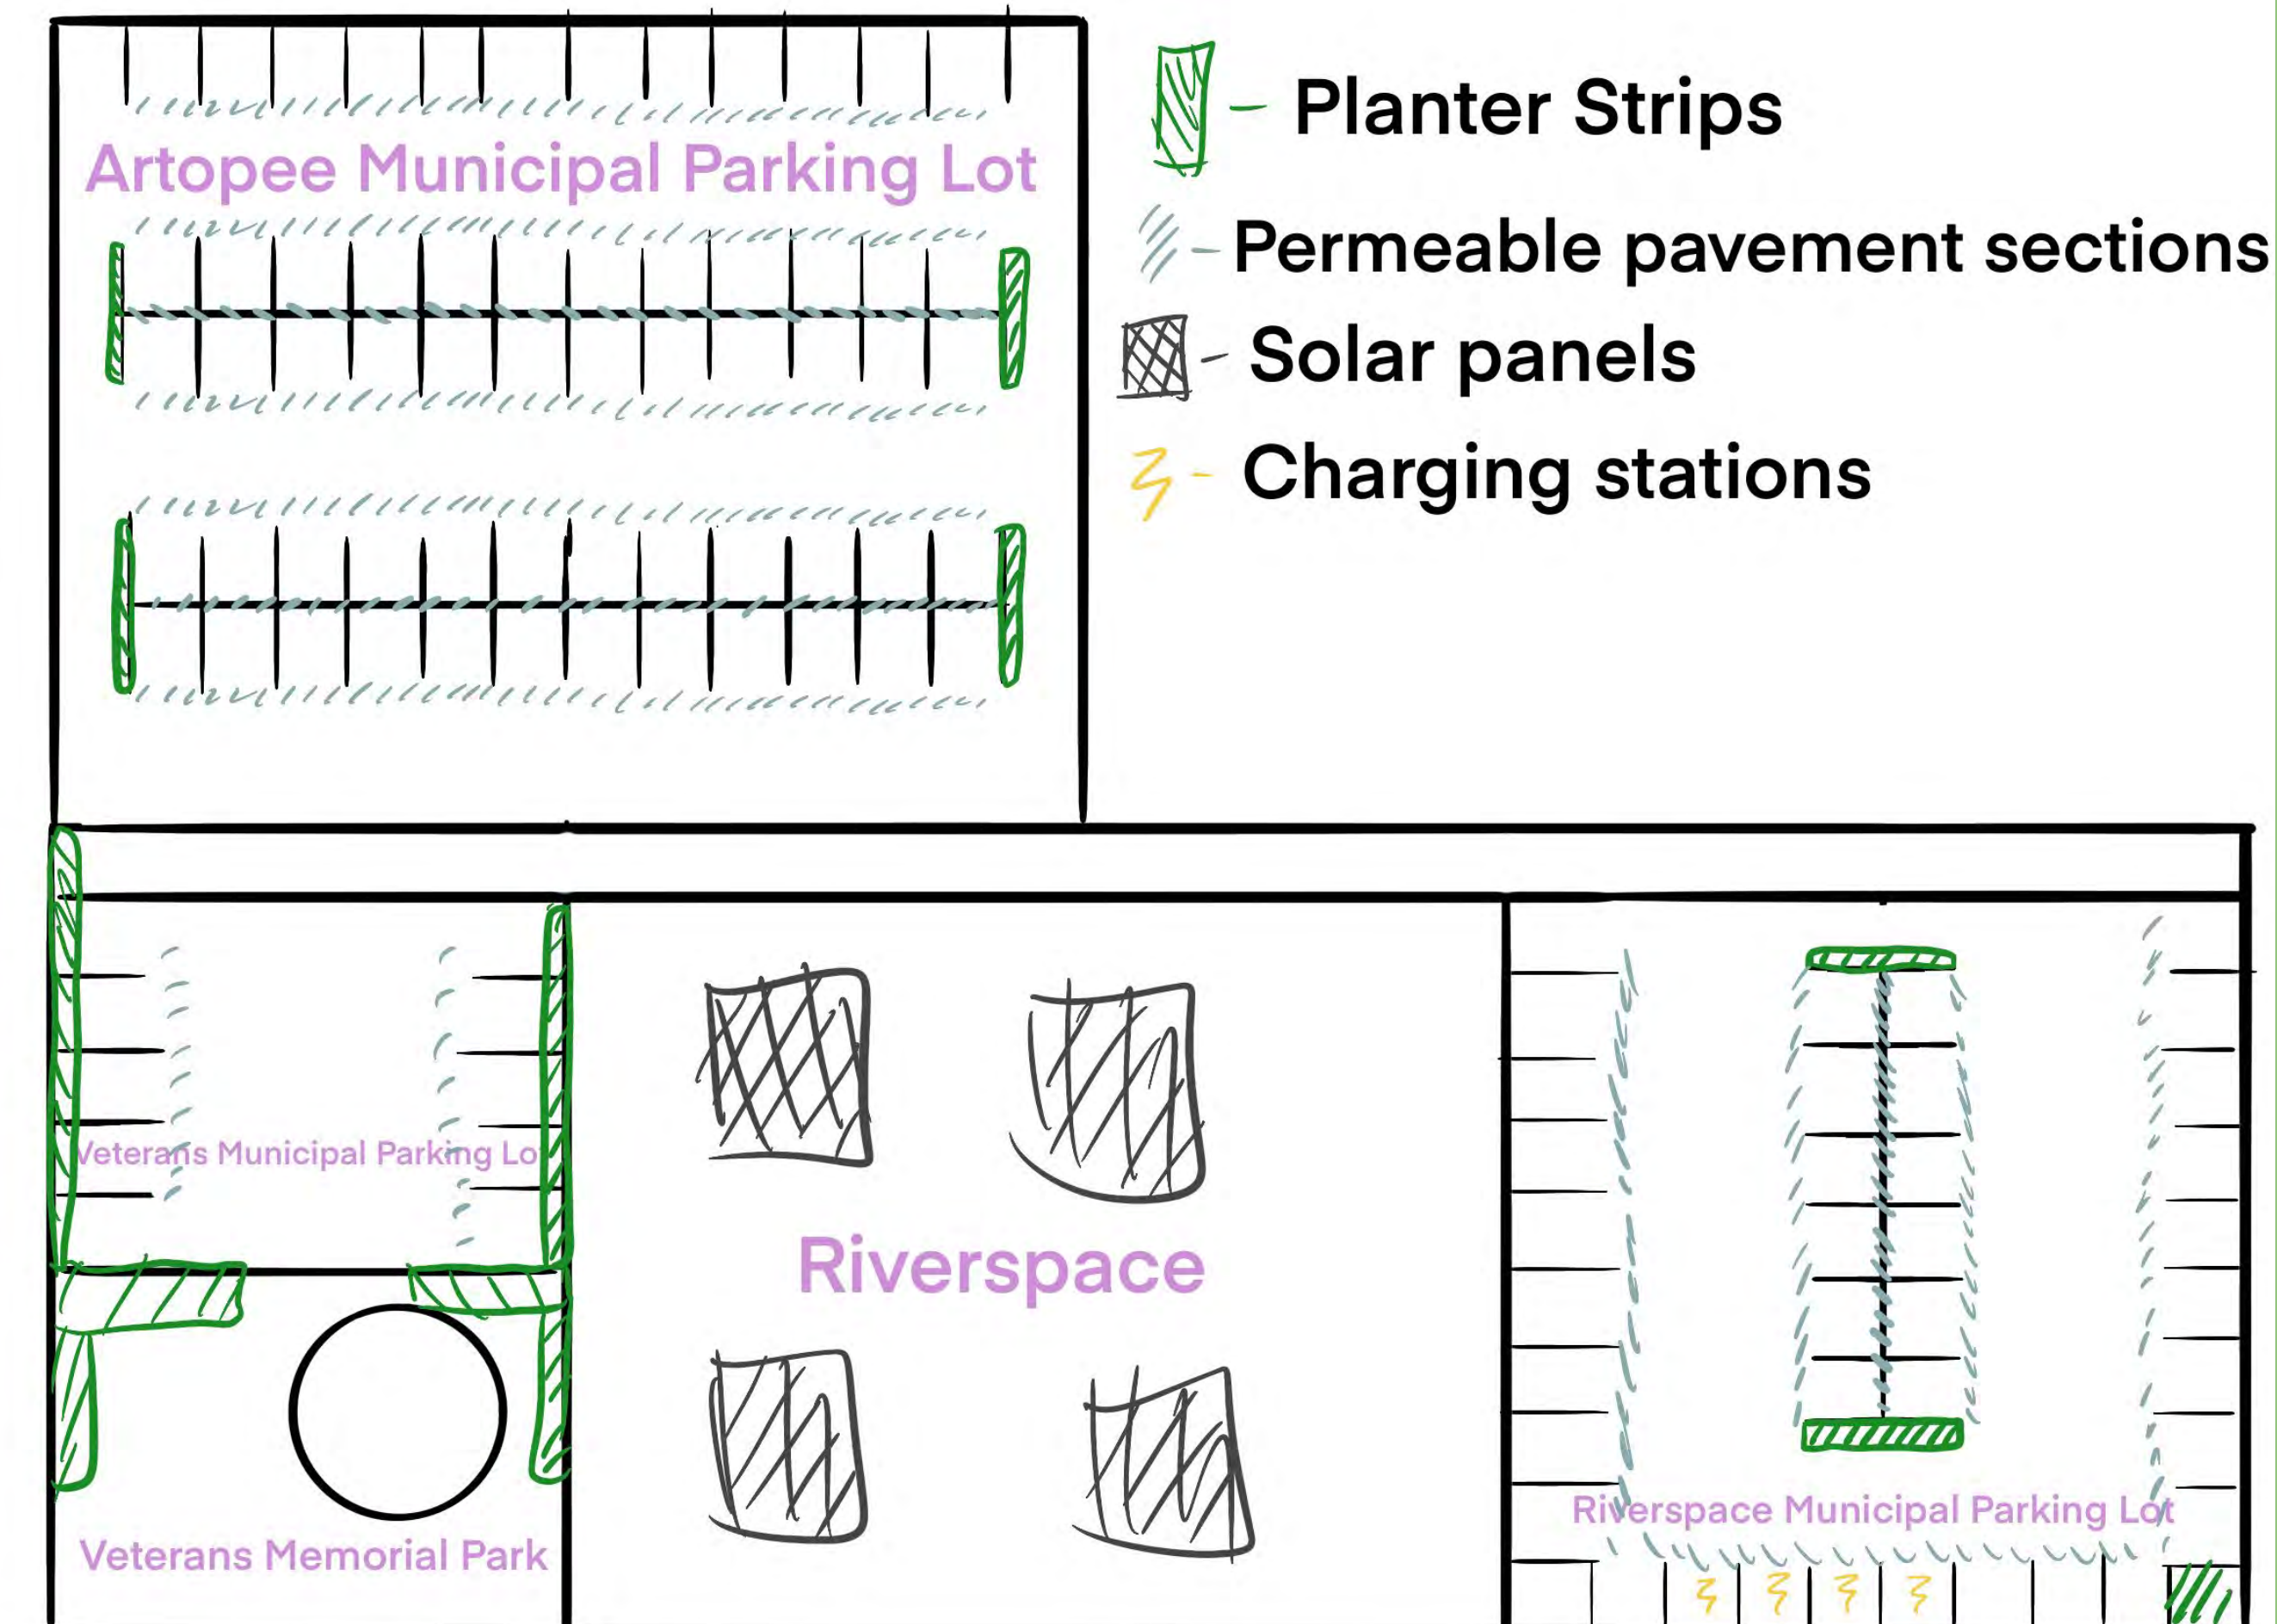 Artopee Municipal Parking Lot
Planter Strips
Permeable pavement sections
Solar panels
Charging stations
Veterans Municipal Parking Lot
Riverspace
Riverspace Municipal Parking Lot
Veterans Memorial Park